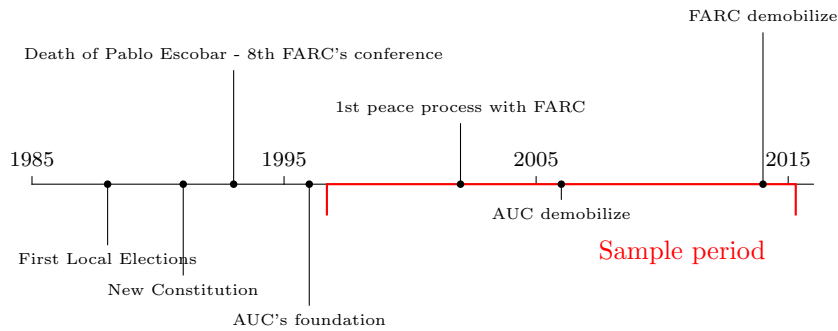 FARC demobilize
Death of Pablo Escobar - 8th FARC's conference
1st peace process with FARC
1985
1995
2005
2015
AUC demobilize
Sample period
First Local Elections
New Constitution
AUC's foundation